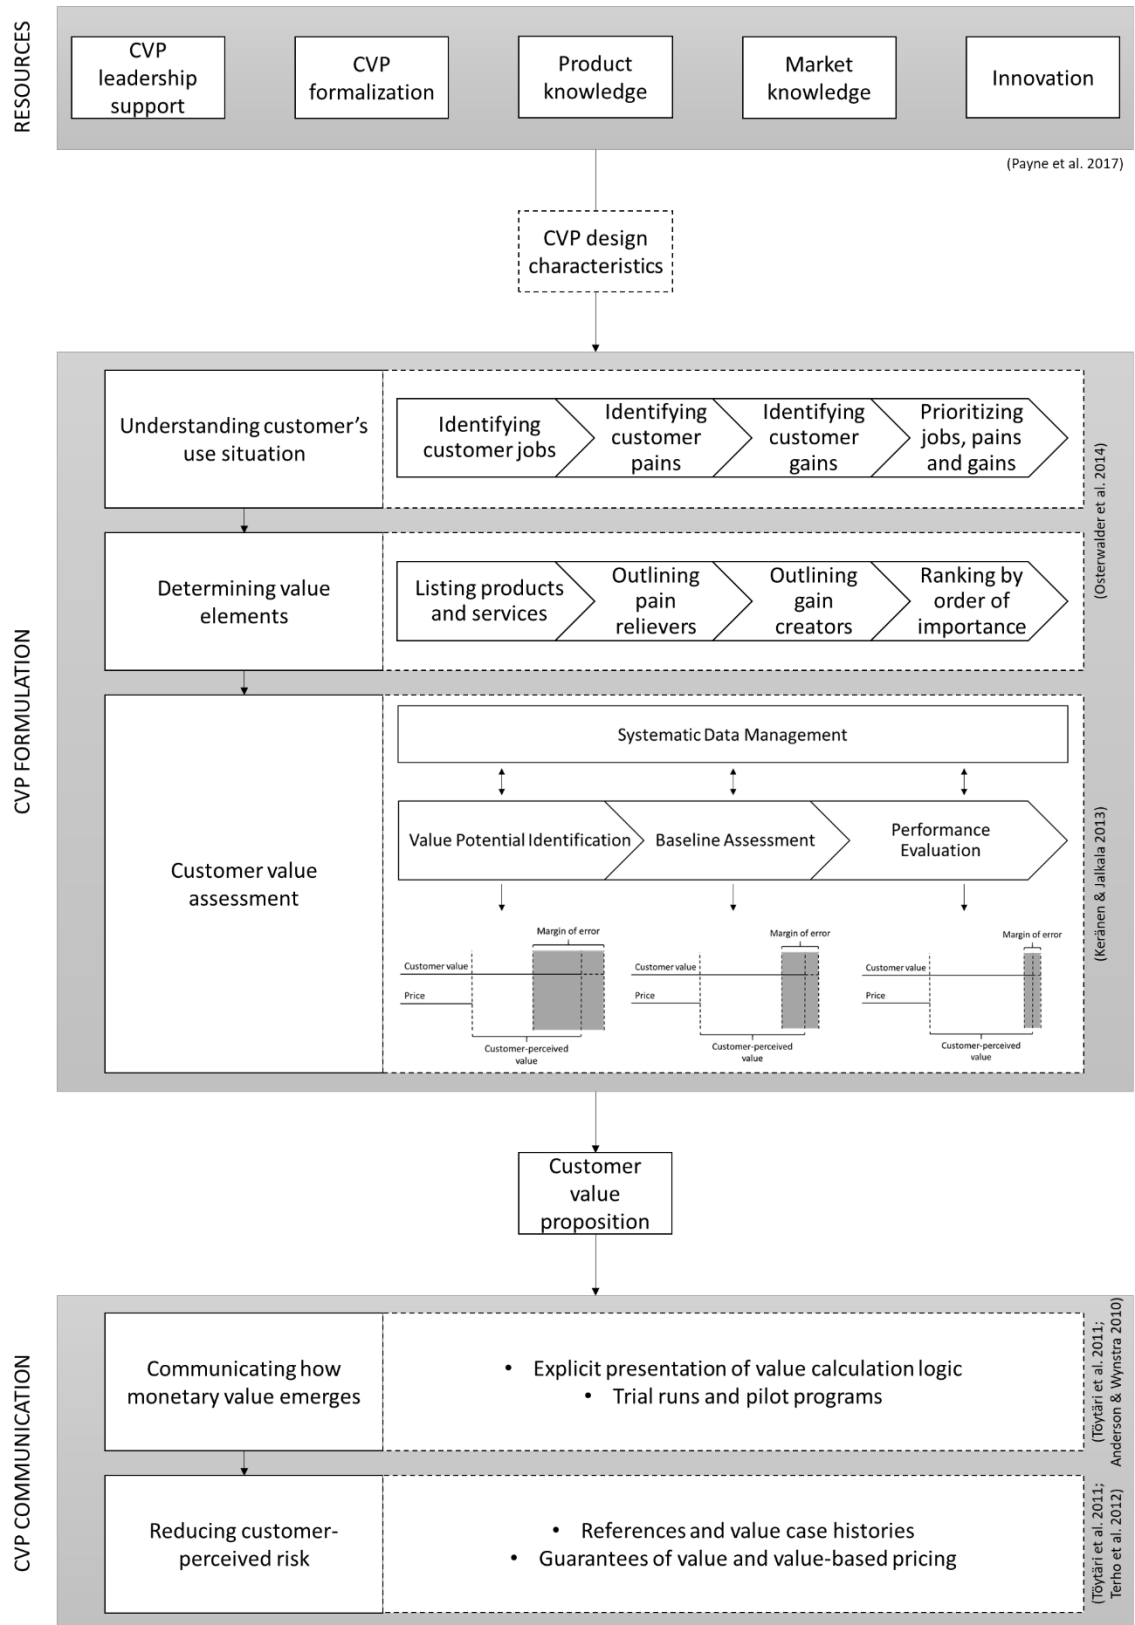 RESOURCES
CVP
leadership
support
CVP
formalization
Product
knowledge
Market
knowledge
Innovation
(Payne et al. 2017)
CVP design
characteristics
CVP FORMULATION
Understanding customer's
use situation
Identifying
customer jobs
Identifying
customer
pains
Identifying
customer
gains
Prioritizing
jobs, pains
and gains
(Osterwalder et al. 2014)
Determining value
elements
Listing products
and services
Outlining
pain
relievers
Outlining
gain
creators
Ranking by
order of
importance
Customer value
assessment
Systematic Data Management
Value Potential Identification
Baseline Assessment
Performance
Evaluation
(Keränen & Jalkala 2013)
Margin of error
Customer value
Price
Customer-perceived
value
Margin of error
Customer value
Price
Customer-perceived
value
Margin of error
Customer value
Price
Customer-perceived
value
Customer
value
proposition
CVP COMMUNICATION
Communicating how
monetary value emerges
• Explicit presentation of value calculation logic
• Trial runs and pilot programs
(Töytäri et al. 2011;
Anderson & Wynstra 2010)
Reducing customer-
perceived risk
• References and value case histories
• Guarantees of value and value-based pricing
(Töytäri et al. 2011;
Terho et al. 2012)